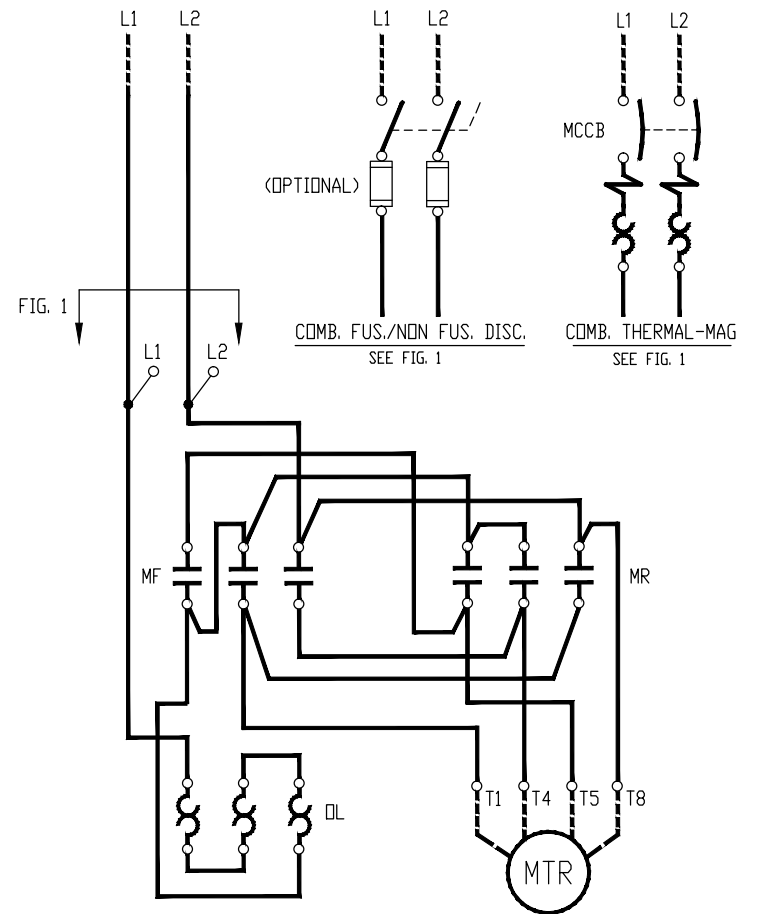 L1 L2 L1 L2 L1 L2
MCCB
(OPTIONAL)
FIG. 1
COMB. FUS./NON FUS. DISC.
SEE FIG. 1
COMB. THERMAL-MAG
SEE FIG. 1
L1 L2
MF MR
T1 T4 T5 T8
OL
MTR